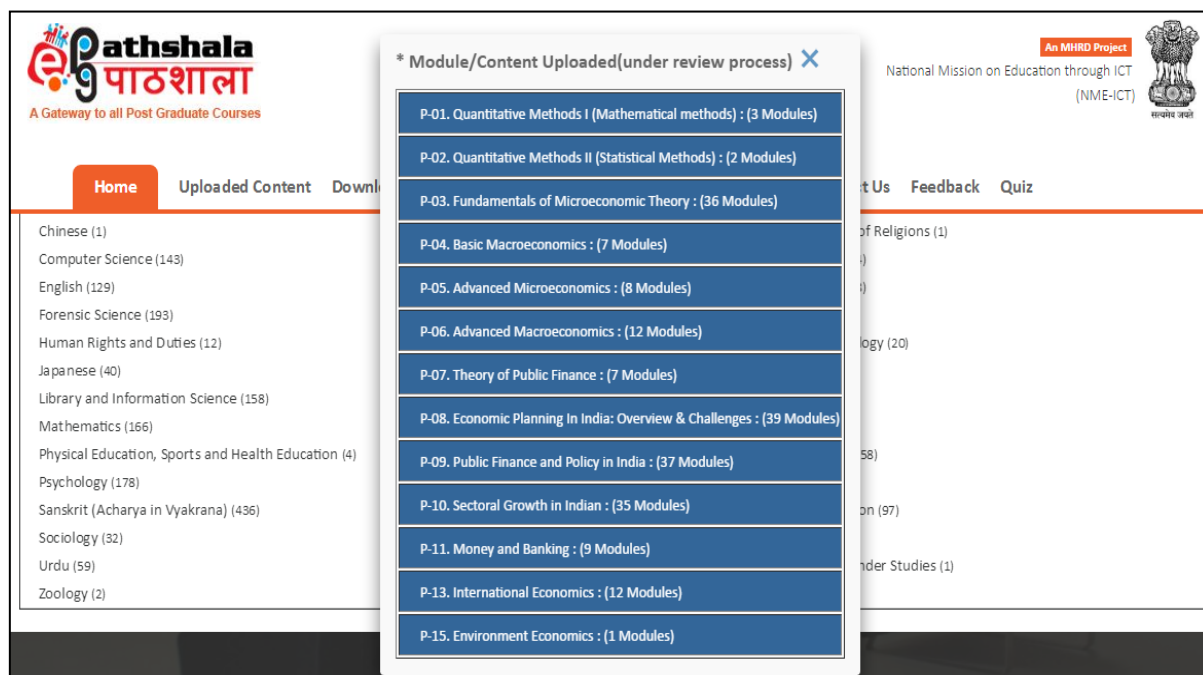 athshala
पाठशाला
A Gateway to all Post Graduate Courses
An MHRD Project
National Mission on Education through ICT
(NME-ICT)
सत्यमेव जयते
Home Uploaded Content Downl t Us Feedback Quiz
* Module/Content Uploaded(under review process) X
P-01. Quantitative Methods I (Mathematical methods) : (3 Modules)
P-02. Quantitative Methods II (Statistical Methods) : (2 Modules)
P-03. Fundamentals of Microeconomic Theory : (36 Modules)
P-04. Basic Macroeconomics : (7 Modules)
P-05. Advanced Microeconomics : (8 Modules)
P-06. Advanced Macroeconomics : (12 Modules)
P-07. Theory of Public Finance : (7 Modules)
P-08. Economic Planning In India: Overview & Challenges : (39 Modules)
P-09. Public Finance and Policy in India : (37 Modules)
P-10. Sectoral Growth in Indian : (35 Modules)
P-11. Money and Banking : (9 Modules)
P-13. International Economics : (12 Modules)
P-15. Environment Economics : (1 Modules)
Chinese (1)
Computer Science (143)
English (129)
Forensic Science (193)
Human Rights and Duties (12)
Japanese (40)
Library and Information Science (158)
Mathematics (166)
Physical Education, Sports and Health Education (4)
Psychology (178)
Sanskrit (Acharya in Vyakrana) (436)
Sociology (32)
Urdu (59)
Zoology (2)
of Religions (1)
logy (20)
58)
on (97)
nder Studies (1)